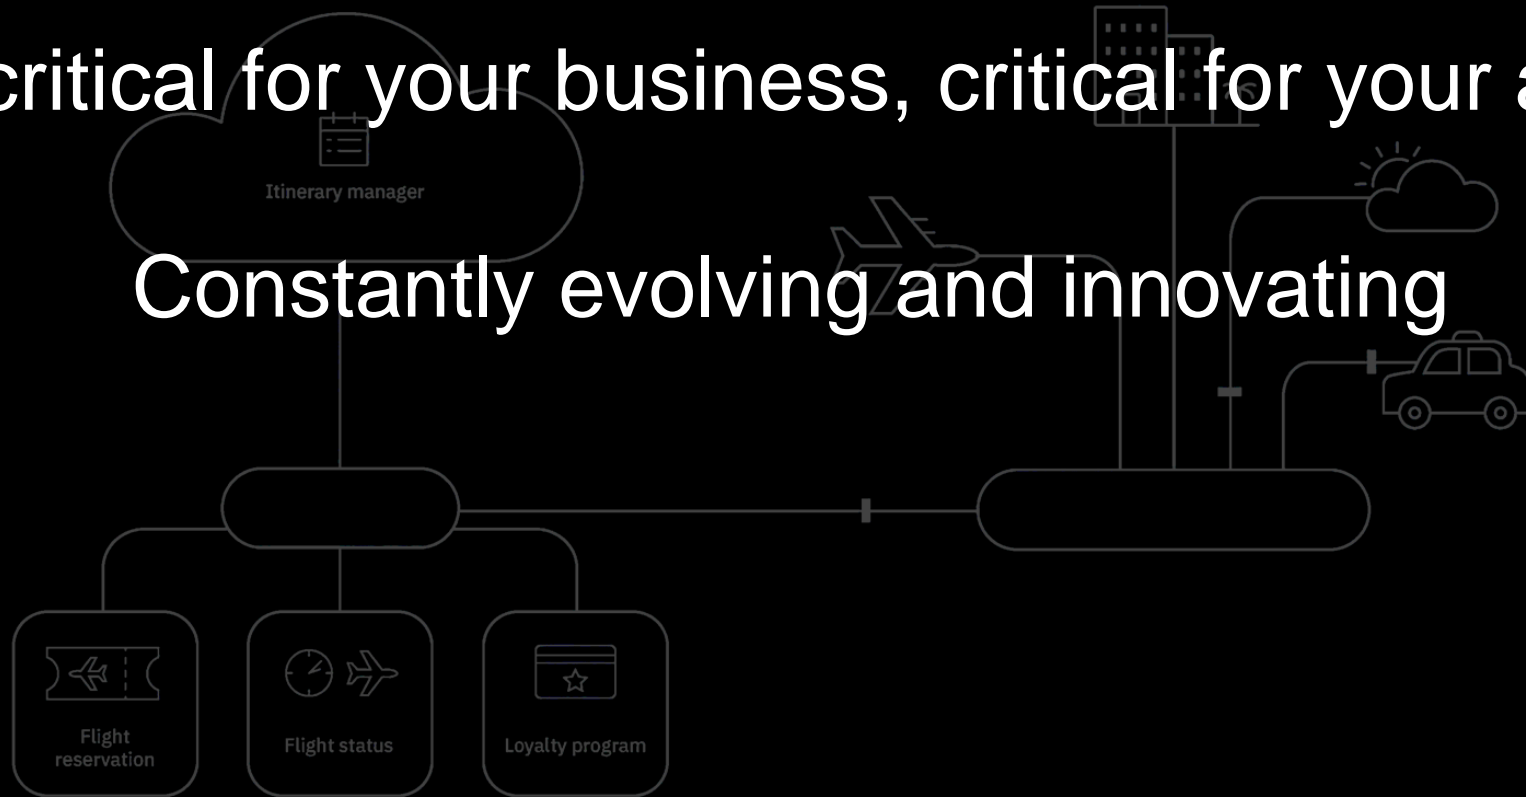 critical for your business, critical for your
Itinerary manager
Constantly evolving and innovating
Flight
reservation
Flight status
Loyalty program